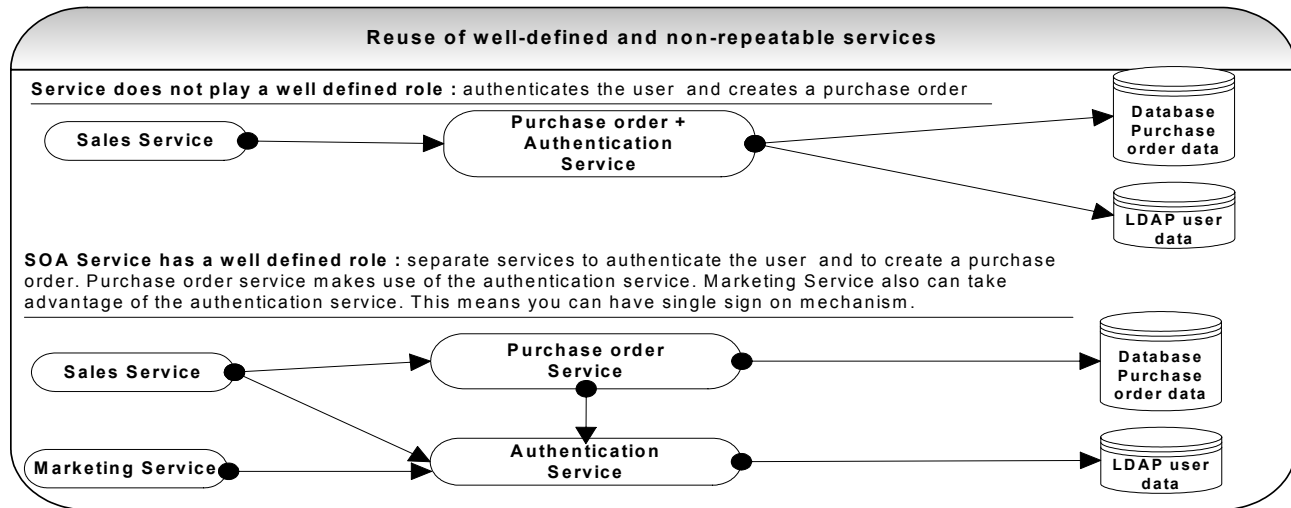 Reuse of well-defined and non-repeatable services
Service does not play a well defined role : authenticates the user and creates a purchase order
Sales Service
Purchase order +
Authentication
Service
Database
Purchase
order data
LDAP user
data
SOA Service has a well defined role : separate services to authenticate the user and to create a purchase
order. Purchase order service makes use of the authentication service. Marketing Service also can take
advantage of the authentication service. This means you can have single sign on mechanism.
Sales Service
Purchase order
Service
Database
Purchase
order data
Marketing Service
Authentication
Service
LDAP user
data